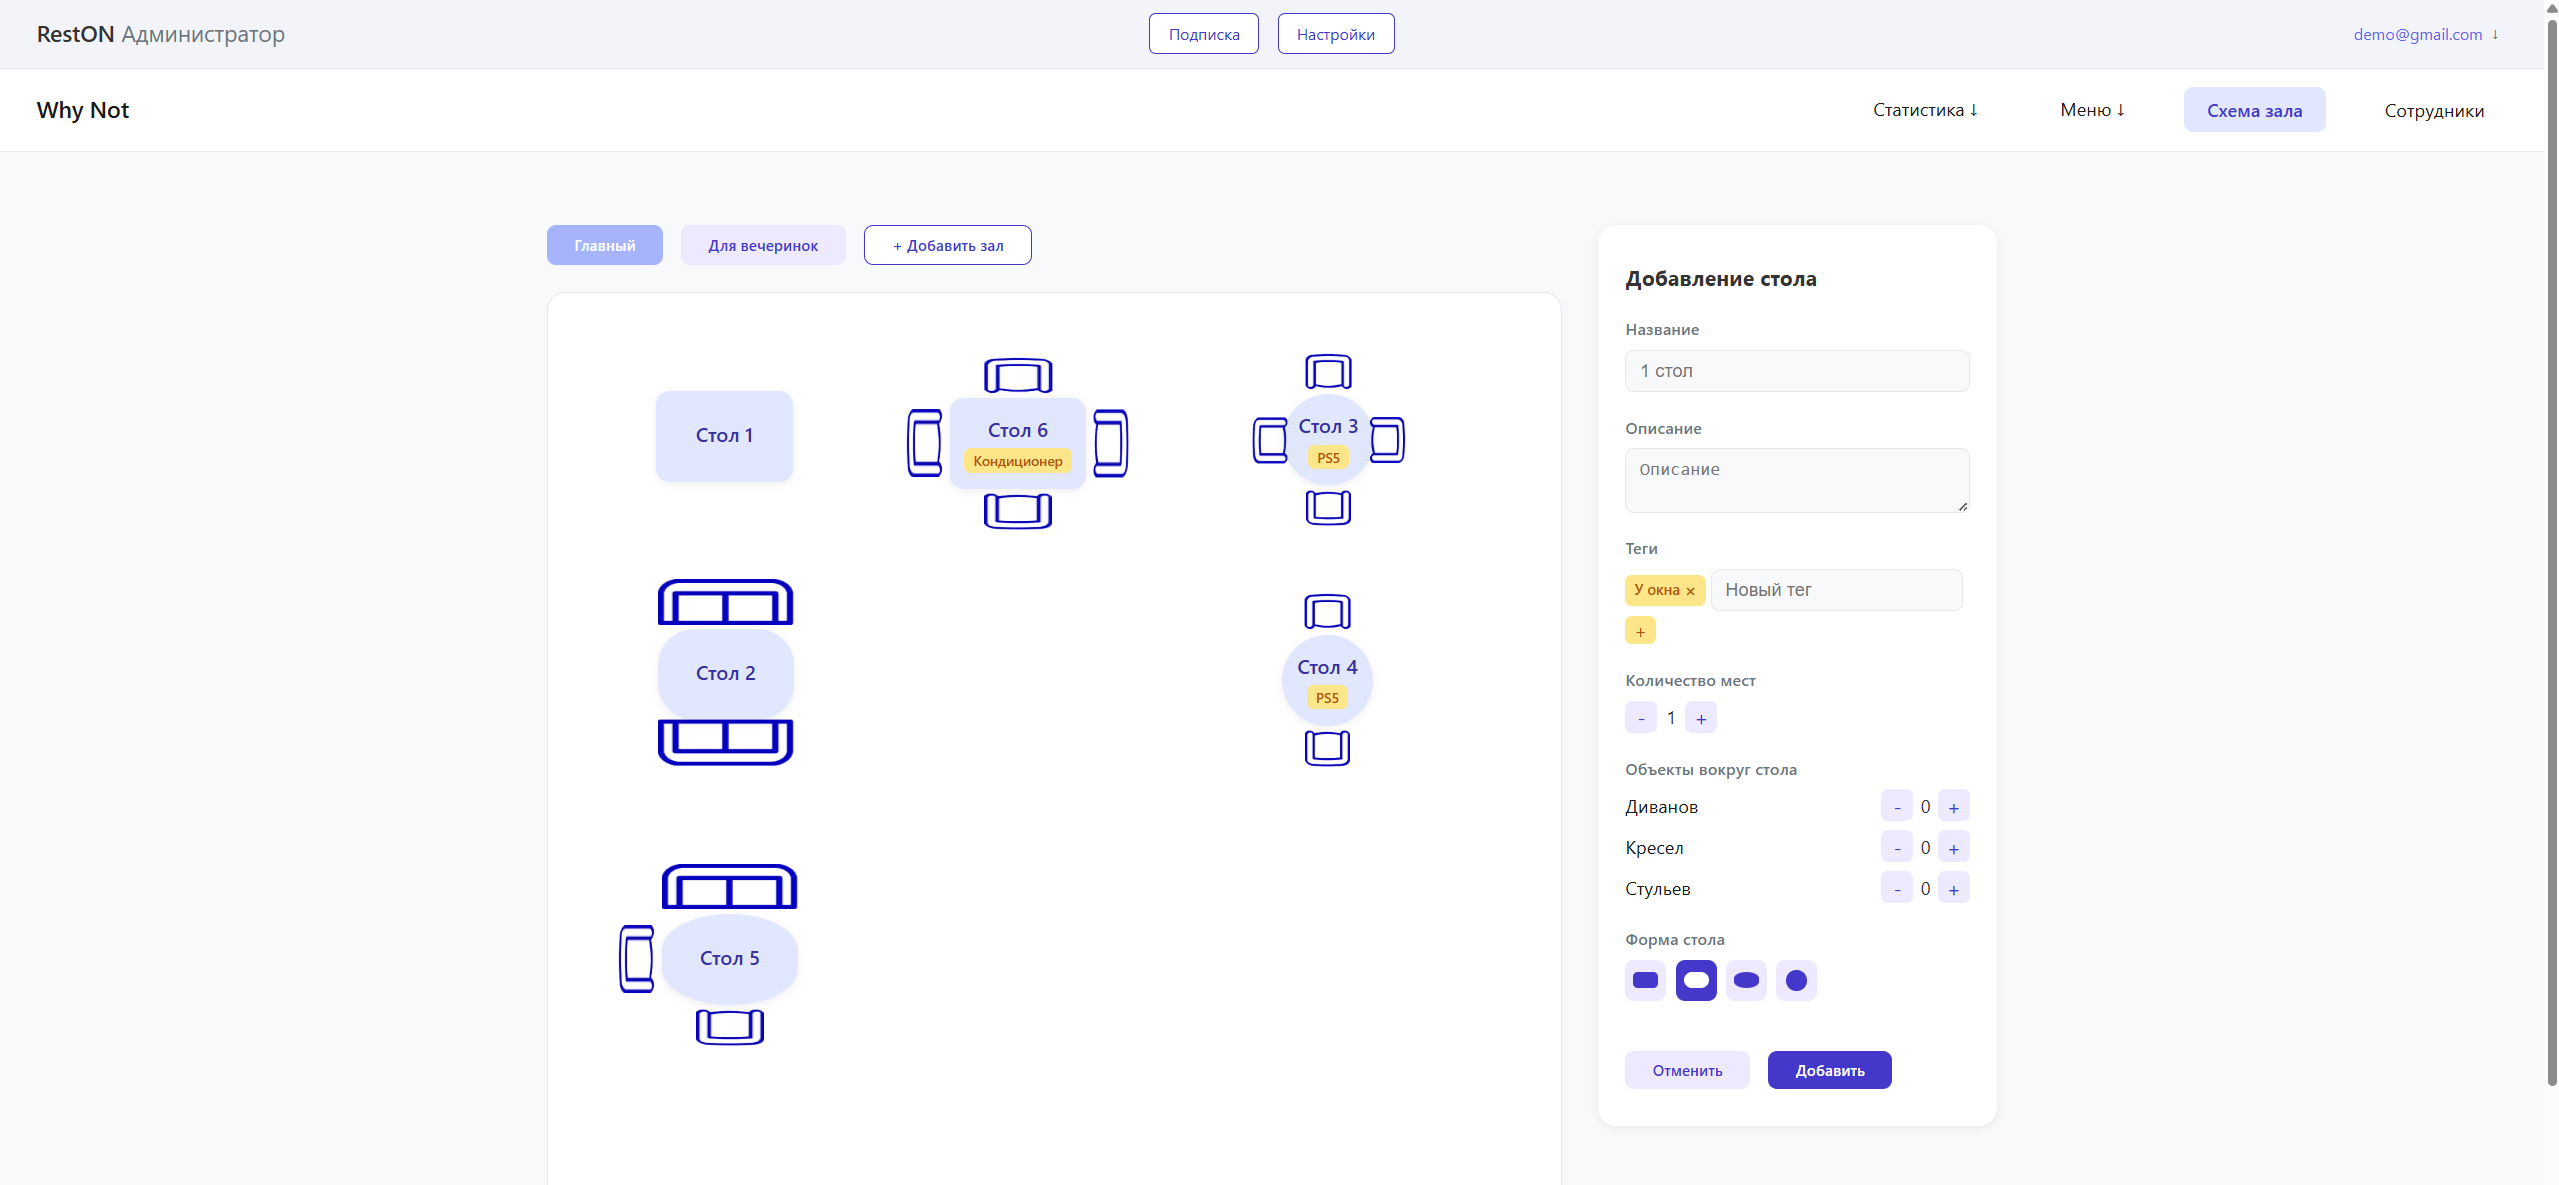 RestON Администратор
Подписка
Настройки
demo@gmail.com ↓
Why Not
Статистика ↓
Меню ↓
Схема зала
Сотрудники
Главный
Для вечеринок
+ Добавить зал
Стол 1
Стол 6
Кондиционер
Стол 3
PS5
Стол 2
Стол 4
PS5
Стол 5
Добавление стола
Название
1 стол
Описание
Описание
Теги
У окна ×
Новый тег
+
Количество мест
- 1 +
Объекты вокруг стола
Диванов - 0 +
Кресел - 0 +
Стульев - 0 +
Форма стола
Отменить
Добавить